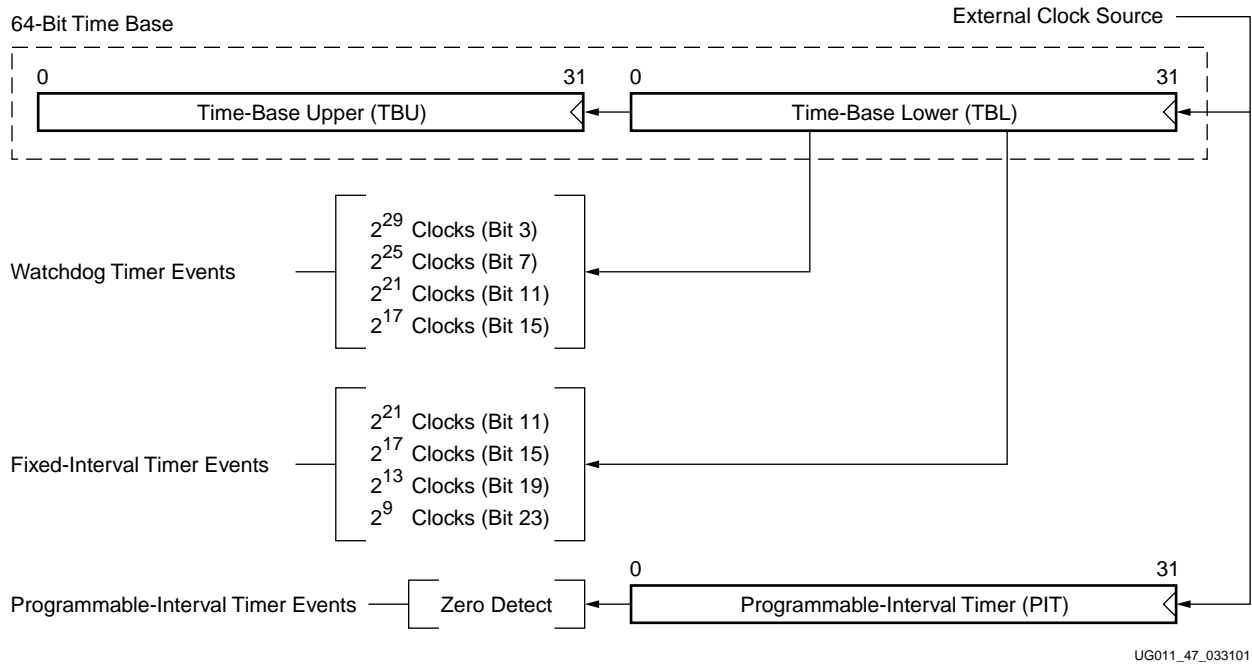 64-Bit Time Base
External Clock Source
0 31 0 31
Time-Base Upper (TBU) Time-Base Lower (TBL)
2^29 Clocks (Bit 3)
2^25 Clocks (Bit 7)
Watchdog Timer Events
2^21 Clocks (Bit 11)
2^17 Clocks (Bit 15)
2^21 Clocks (Bit 11)
2^17 Clocks (Bit 15)
Fixed-Interval Timer Events
2^13 Clocks (Bit 19)
2^9 Clocks (Bit 23)
0 31
Programmable-Interval Timer Events Zero Detect Programmable-Interval Timer (PIT)
UG011_47_033101